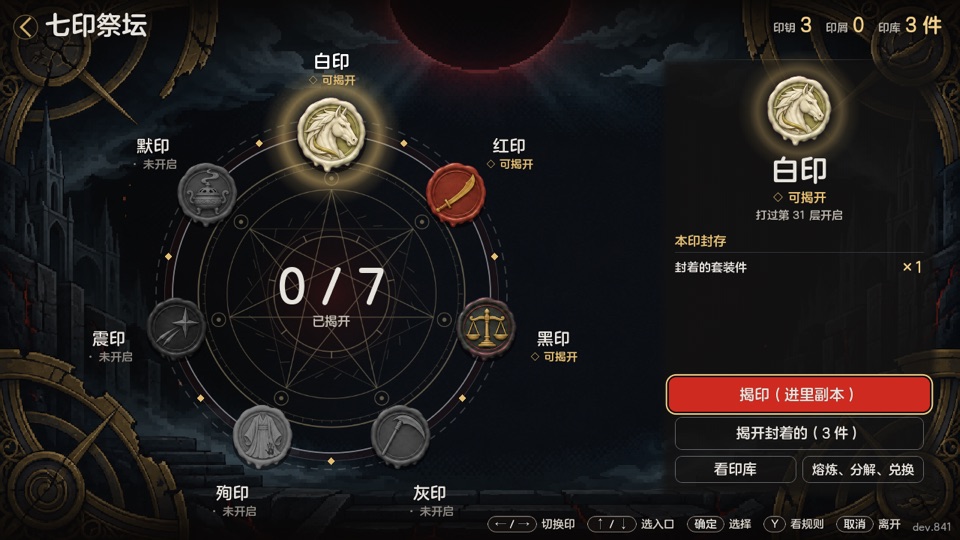 七印祭坛
印钥 3 印屑 0 印库 3 件
白印
◇ 可揭开
默印
· 未开启
红印
◇ 可揭开
0 / 7
已揭开
震印
· 未开启
黑印
◇ 可揭开
殉印
· 未开启
灰印
· 未开启
白印
◇ 可揭开
打过第 31 层开启
本印封存
封着的套装件 ×1
揭印（进里副本）
揭开封着的（3 件）
看印库
熔炼、分解、兑换
←/→ 切换印 ↑/↓ 选入口 确定 选择 Y 看规则 取消 离开
dev.841